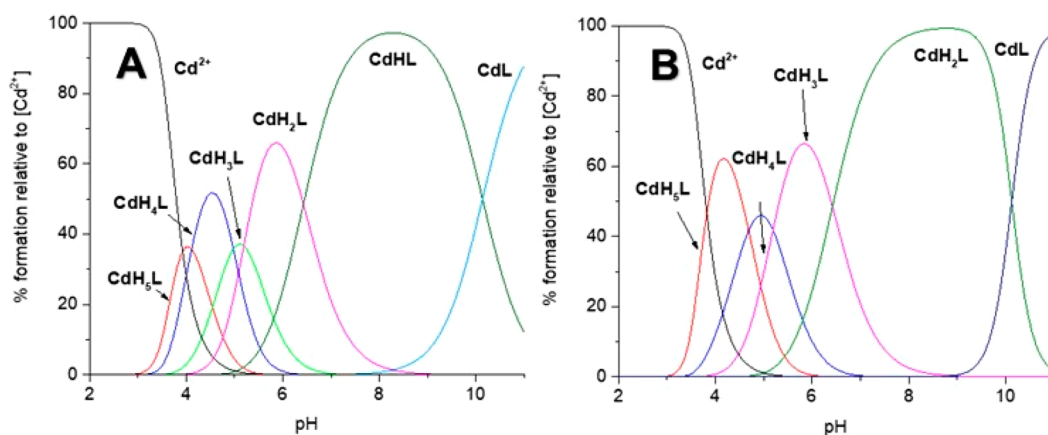 A
% formation relative to [Cd²⁺]
100
80
60
40
20
0
Cd²⁺
CdH₅L
CdH₄L
CdH₃L
CdH₂L
CdHL
CdL
2
4
6
8
10
pH
B
% formation relative to [Cd²⁺]
100
80
60
40
20
0
Cd²⁺
CdH₅L
CdH₄L
CdH₃L
CdH₂L
CdL
2
4
6
8
10
pH